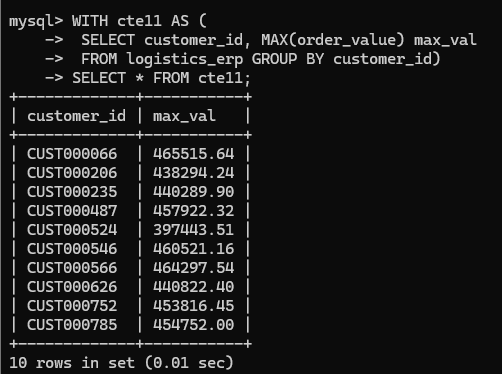 mysql> WITH cte11 AS (
    ->  SELECT customer_id, MAX(order_value) max_val
    ->  FROM logistics_erp GROUP BY customer_id)
    -> SELECT * FROM cte11;
+-------------+-----------+
| customer_id | max_val   |
+-------------+-----------+
| CUST000066  | 465515.64 |
| CUST000206  | 438294.24 |
| CUST000235  | 440289.90 |
| CUST000487  | 457922.32 |
| CUST000524  | 397443.51 |
| CUST000546  | 460521.16 |
| CUST000566  | 464297.54 |
| CUST000626  | 440822.40 |
| CUST000752  | 453816.45 |
| CUST000785  | 454752.00 |
+-------------+-----------+
10 rows in set (0.01 sec)